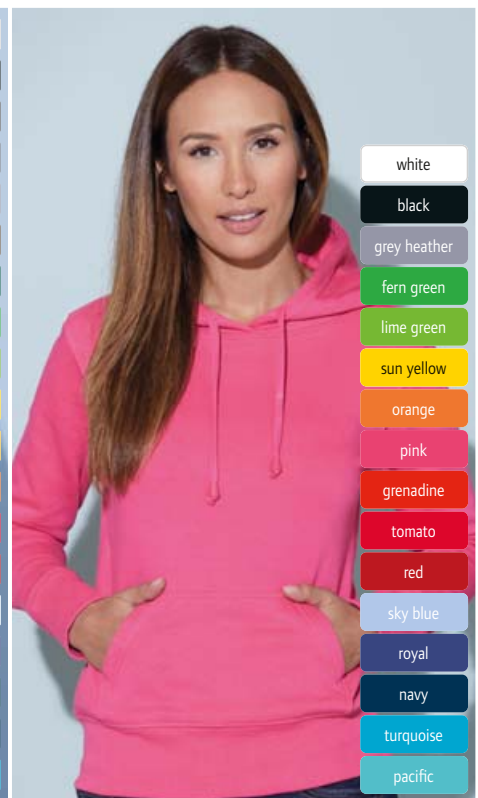 white
black
grey heather
fern green
lime green
sun yellow
orange
pink
grenadine
tomato
red
sky blue
royal
navy
turquoise
pacific